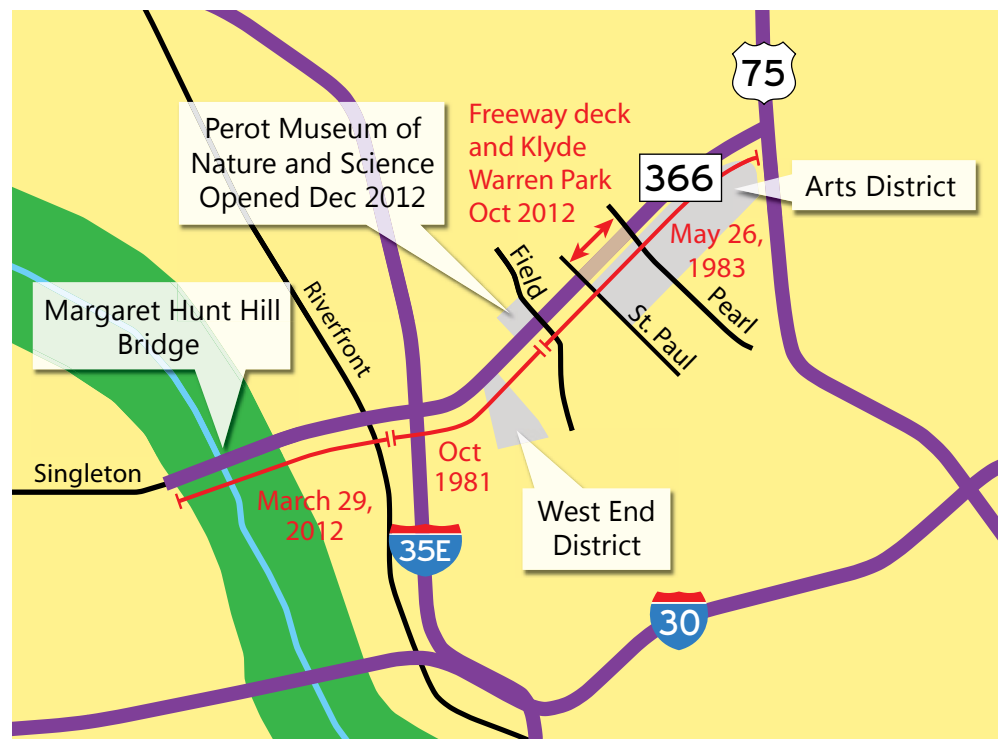 75
Perot Museum of
Nature and Science
Opened Dec 2012
Freeway deck
and Klyde
Warren Park
Oct 2012
366
Arts District
May 26,
1983
Field
Pearl
St. Paul
Riverfront
Margaret Hunt Hill
Bridge
Singleton
March 29,
2012
Oct
1981
West End
District
35E
30